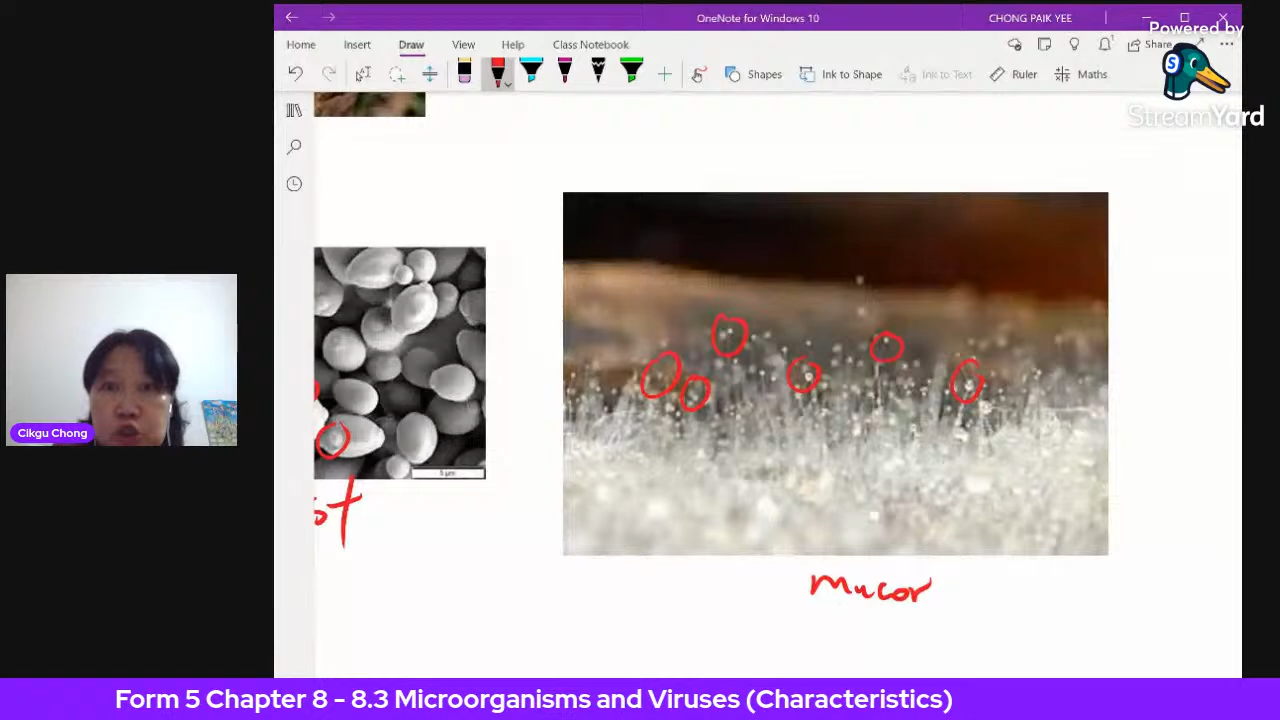 OneNote for Windows 10
CHONG PAIK YEE
Powered by
StreamYard
Home Insert Draw View Help Class Notebook
Share
Shapes Ink to Shape Ink to Text Ruler Maths
Cikgu Chong
5 µm
mucor
Form 5 Chapter 8 - 8.3 Microorganisms and Viruses (Characteristics)